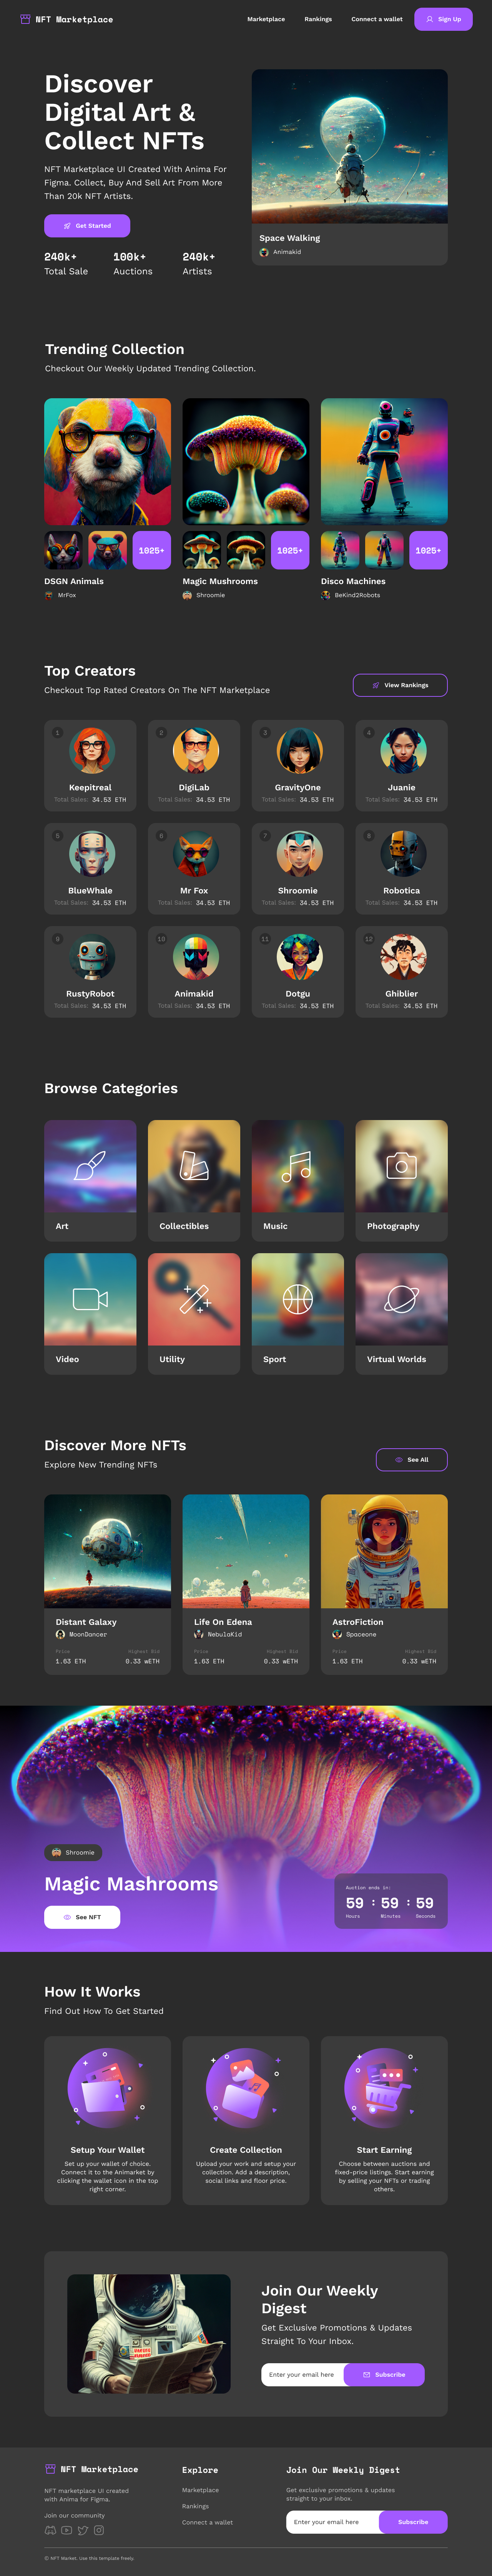 NFT Marketplace
Marketplace
Rankings
Connect a wallet
Sign Up
Discover
Digital Art &
Collect NFTs
NFT Marketplace UI Created With Anima For
Figma. Collect, Buy And Sell Art From More
Than 20k NFT Artists.
Get Started
240k+
Total Sale
100k+
Auctions
240k+
Artists
Space Walking
Animakid
Trending Collection
Checkout Our Weekly Updated Trending Collection.
1025+
DSGN Animals
MrFox
1025+
Magic Mushrooms
Shroomie
1025+
Disco Machines
BeKind2Robots
Top Creators
Checkout Top Rated Creators On The NFT Marketplace
View Rankings
1
Keepitreal
Total Sales: 34.53 ETH
2
DigiLab
Total Sales: 34.53 ETH
3
GravityOne
Total Sales: 34.53 ETH
4
Juanie
Total Sales: 34.53 ETH
5
BlueWhale
Total Sales: 34.53 ETH
6
Mr Fox
Total Sales: 34.53 ETH
7
Shroomie
Total Sales: 34.53 ETH
8
Robotica
Total Sales: 34.53 ETH
9
RustyRobot
Total Sales: 34.53 ETH
10
Animakid
Total Sales: 34.53 ETH
11
Dotgu
Total Sales: 34.53 ETH
12
Ghiblier
Total Sales: 34.53 ETH
Browse Categories
Art
Collectibles
Music
Photography
Video
Utility
Sport
Virtual Worlds
Discover More NFTs
Explore New Trending NFTs
See All
Distant Galaxy
MoonDancer
Price
Highest Bid
1.63 ETH
0.33 wETH
Life On Edena
NebulaKid
Price
Highest Bid
1.63 ETH
0.33 wETH
AstroFiction
Spaceone
Price
Highest Bid
1.63 ETH
0.33 wETH
Shroomie
Magic Mashrooms
See NFT
Auction ends in:
59 : 59 : 59
Hours Minutes Seconds
How It Works
Find Out How To Get Started
Setup Your Wallet
Set up your wallet of choice.
Connect it to the Animarket by
clicking the wallet icon in the top
right corner.
Create Collection
Upload your work and setup your
collection. Add a description,
social links and floor price.
Start Earning
Choose between auctions and
fixed-price listings. Start earning
by selling your NFTs or trading
others.
Join Our Weekly
Digest
Get Exclusive Promotions & Updates
Straight To Your Inbox.
Enter your email here
Subscribe
NFT Marketplace
NFT marketplace UI created
with Anima for Figma.
Join our community
Explore
Marketplace
Rankings
Connect a wallet
Join Our Weekly Digest
Get exclusive promotions & updates
straight to your inbox.
Enter your email here
Subscribe
© NFT Market. Use this template freely.